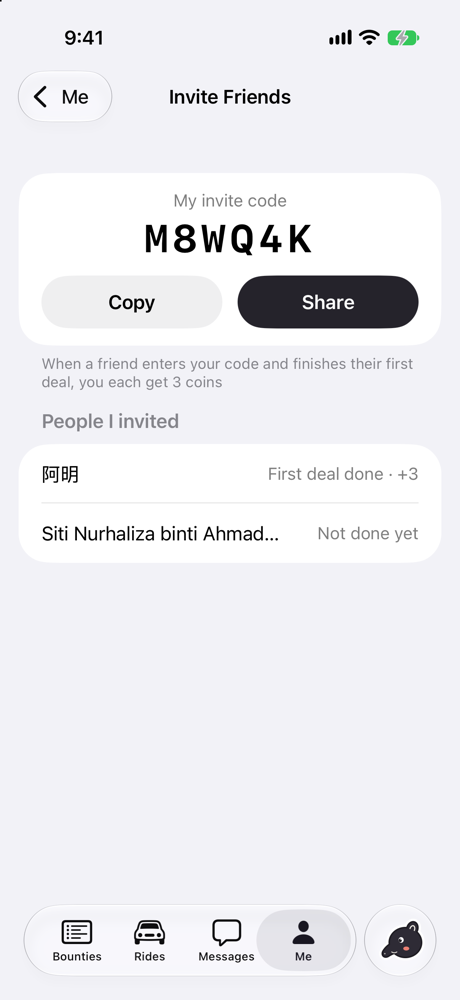 9:41
Me
Invite Friends
My invite code
M8WQ4K
Copy
Share
When a friend enters your code and finishes their first
deal, you each get 3 coins
People I invited
阿明
First deal done · +3
Siti Nurhaliza binti Ahmad...
Not done yet
Bounties
Rides
Messages
Me